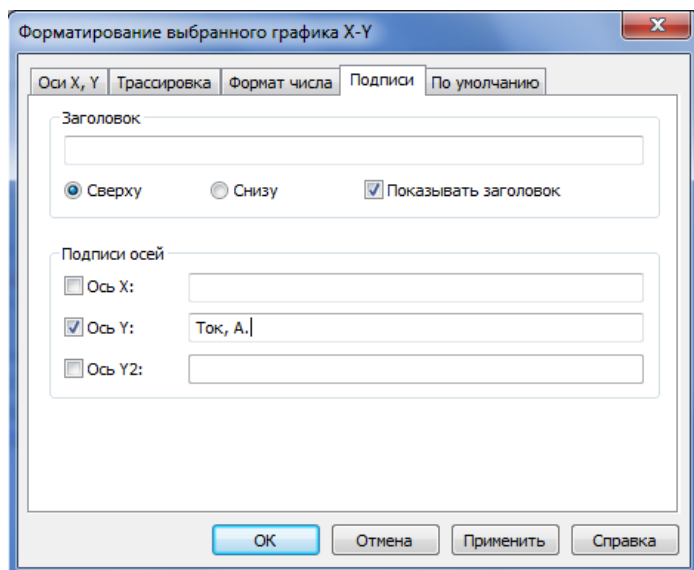 Форматирование выбранного графика X-Y
Оси X, Y Трассировка Формат числа Подписи По умолчанию
Заголовок
Сверху Снизу Показывать заголовок
Подписи осей
Ось X:
Ось Y: Ток, А.
Ось Y2:
ОК Отмена Применить Справка